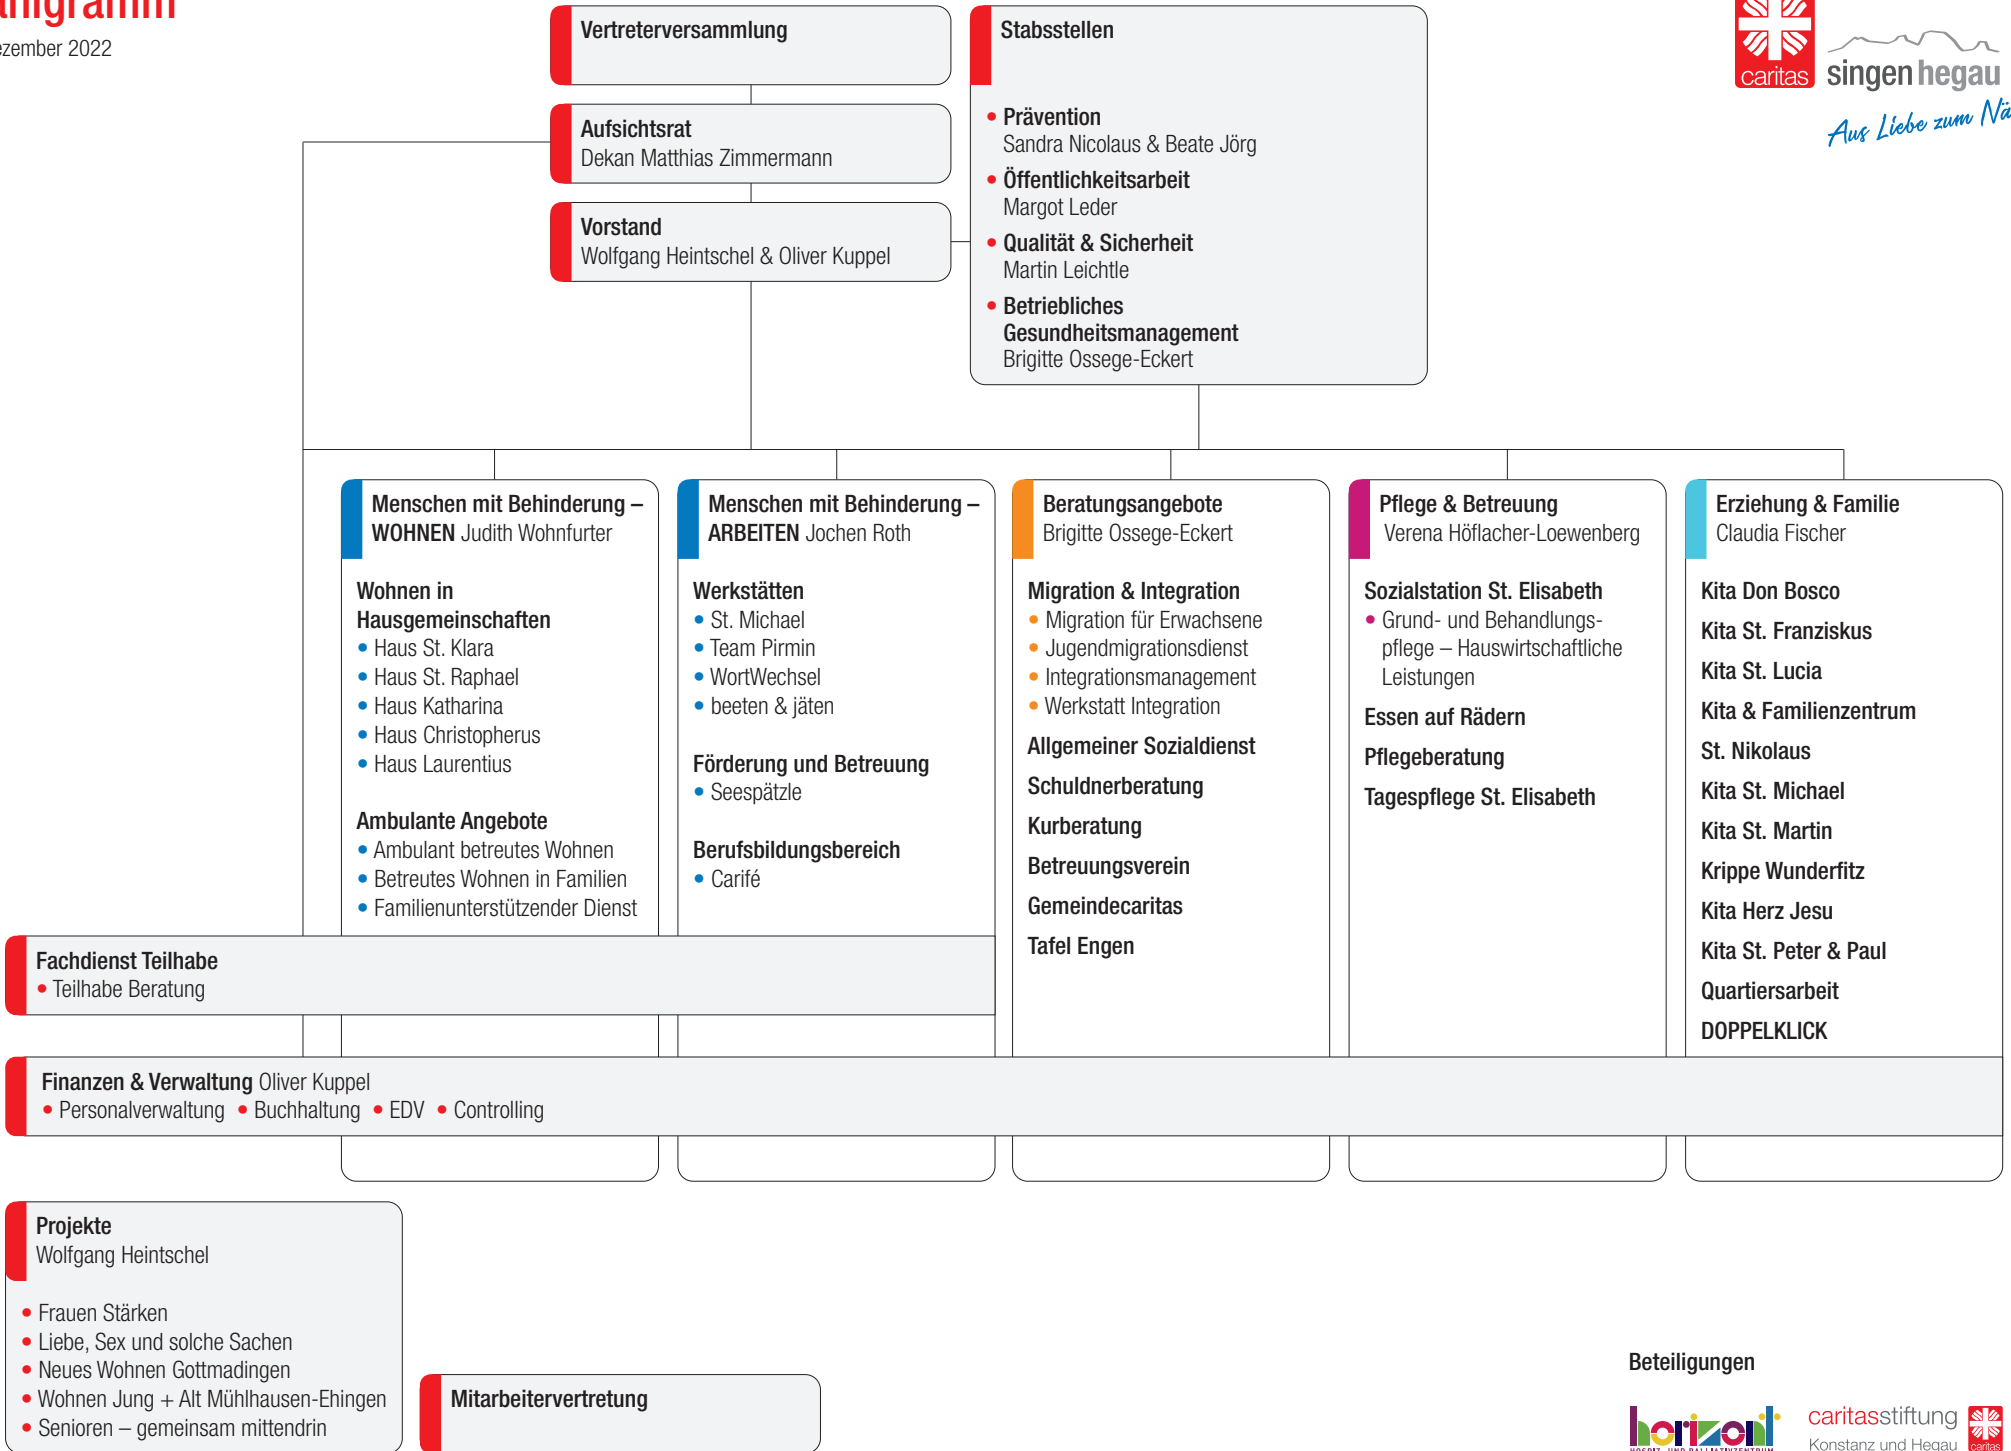 Dezember 2022
Vertreterversammlung
Aufsichtsrat
Dekan Matthias Zimmermann
Vorstand
Wolfgang Heintschel & Oliver Kuppel
Stabsstellen
• Prävention
Sandra Nicolaus & Beate Jörg
• Öffentlichkeitsarbeit
Margot Leder
• Qualität & Sicherheit
Martin Leichtle
• Betriebliches
Gesundheitsmanagement
Brigitte Ossege-Eckert
caritas
singen hegau
Aus Liebe zum
Menschen mit Behinderung –
WOHNEN Judith Wohnfurter
Wohnen in
Hausgemeinschaften
• Haus St. Klara
• Haus St. Raphael
• Haus Katharina
• Haus Christopherus
• Haus Laurentius
Ambulante Angebote
• Ambulant betreutes Wohnen
• Betreutes Wohnen in Familien
• Familienunterstützender Dienst
Menschen mit Behinderung –
ARBEITEN Jochen Roth
Werkstätten
• St. Michael
• Team Pirmin
• WortWechsel
• beeten & jäten
Förderung und Betreuung
• Seespätzle
Berufsbildungsbereich
• Carifé
Beratungsangebote
Brigitte Ossege-Eckert
Migration & Integration
• Migration für Erwachsene
• Jugendmigrationsdienst
• Integrationsmanagement
• Werkstatt Integration
Allgemeiner Sozialdienst
Schuldnerberatung
Kurberatung
Betreuungsverein
Gemeindecaritas
Tafel Engen
Pflege & Betreuung
Verena Höflacher-Loewenberg
Sozialstation St. Elisabeth
• Grund- und Behandlungs-
pflege – Hauswirtschaftliche
Leistungen
Essen auf Rädern
Pflegeberatung
Tagespflege St. Elisabeth
Erziehung & Familie
Claudia Fischer
Kita Don Bosco
Kita St. Franziskus
Kita St. Lucia
Kita & Familienzentrum
St. Nikolaus
Kita St. Michael
Kita St. Martin
Krippe Wunderfitz
Kita Herz Jesu
Kita St. Peter & Paul
Quartiersarbeit
DOPPELKLICK
Fachdienst Teilhabe
• Teilhabe Beratung
Finanzen & Verwaltung Oliver Kuppel
• Personalverwaltung • Buchhaltung • EDV • Controlling
Projekte
Wolfgang Heintschel
• Frauen Stärken
• Liebe, Sex und solche Sachen
• Neues Wohnen Gottmadingen
• Wohnen Jung + Alt Mühlhausen-Ehingen
• Senioren – gemeinsam mittendrin
Mitarbeitervertretung
Beteiligungen
horizont
HOSPIZ- UND PALLIATIVZENTRUM
caritasstiftung
Konstanz und Hegau
caritas